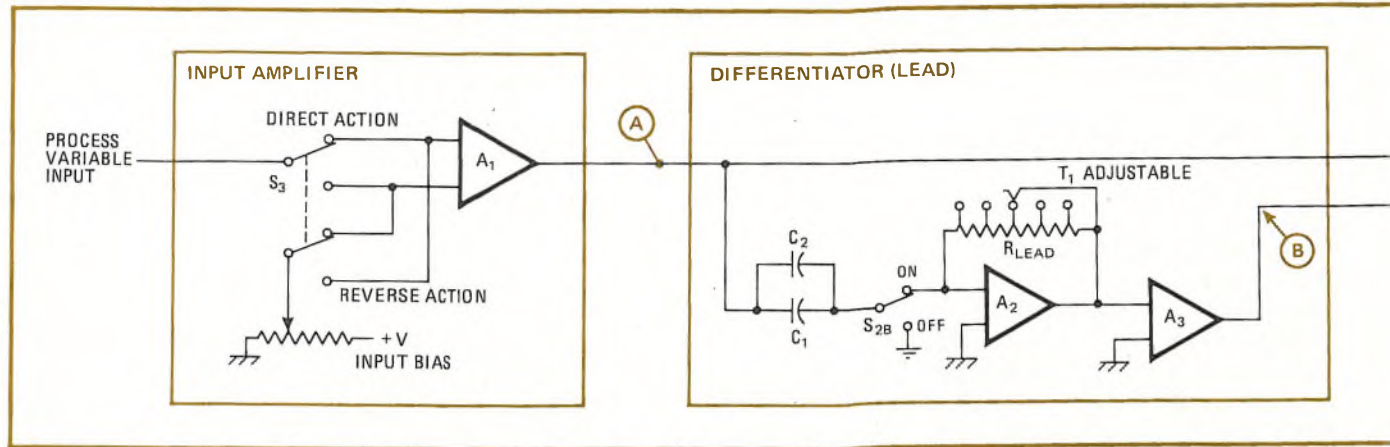 INPUT AMPLIFIER
DIRECT ACTION
PROCESS
VARIABLE
INPUT
S3
A1
REVERSE ACTION
+V
INPUT BIAS
A
DIFFERENTIATOR (LEAD)
T1 ADJUSTABLE
C2
C1
ON
S2B
OFF
RLEAD
A2
A3
B